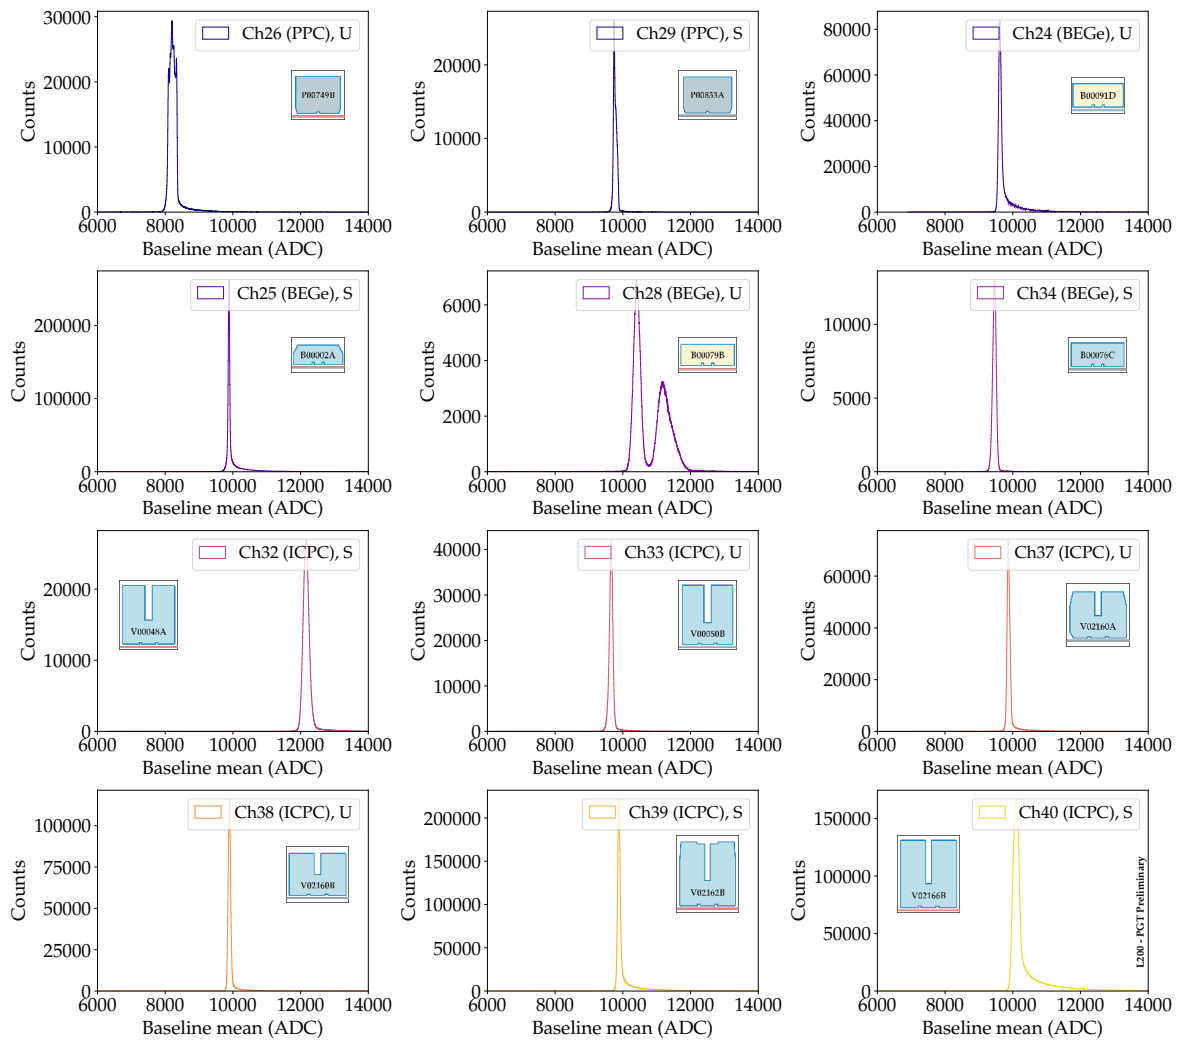 Ch26 (PPC), U
P00749B
Counts
30000
20000
10000
0
6000 8000 10000 12000 14000
Baseline mean (ADC)
Ch29 (PPC), S
P00853A
Counts
20000
10000
0
6000 8000 10000 12000 14000
Baseline mean (ADC)
Ch24 (BEGe), U
B00091D
Counts
80000
60000
40000
20000
0
6000 8000 10000 12000 14000
Baseline mean (ADC)
Ch25 (BEGe), S
B00002A
Counts
200000
100000
0
6000 8000 10000 12000 14000
Baseline mean (ADC)
Ch28 (BEGe), U
B00079B
Counts
6000
4000
2000
0
6000 8000 10000 12000 14000
Baseline mean (ADC)
Ch34 (BEGe), S
B00076C
Counts
10000
5000
0
6000 8000 10000 12000 14000
Baseline mean (ADC)
Ch32 (ICPC), S
V00048A
Counts
20000
10000
0
6000 8000 10000 12000 14000
Baseline mean (ADC)
Ch33 (ICPC), U
V00050B
Counts
40000
30000
20000
10000
0
6000 8000 10000 12000 14000
Baseline mean (ADC)
Ch37 (ICPC), U
V02160A
Counts
60000
40000
20000
0
6000 8000 10000 12000 14000
Baseline mean (ADC)
Ch38 (ICPC), U
V02160B
Counts
100000
75000
50000
25000
0
6000 8000 10000 12000 14000
Baseline mean (ADC)
Ch39 (ICPC), S
V02162B
Counts
200000
150000
100000
50000
0
6000 8000 10000 12000 14000
Baseline mean (ADC)
Ch40 (ICPC), S
V02166B
Counts
150000
100000
50000
0
6000 8000 10000 12000 14000
Baseline mean (ADC)
L200 - PGT Preliminary